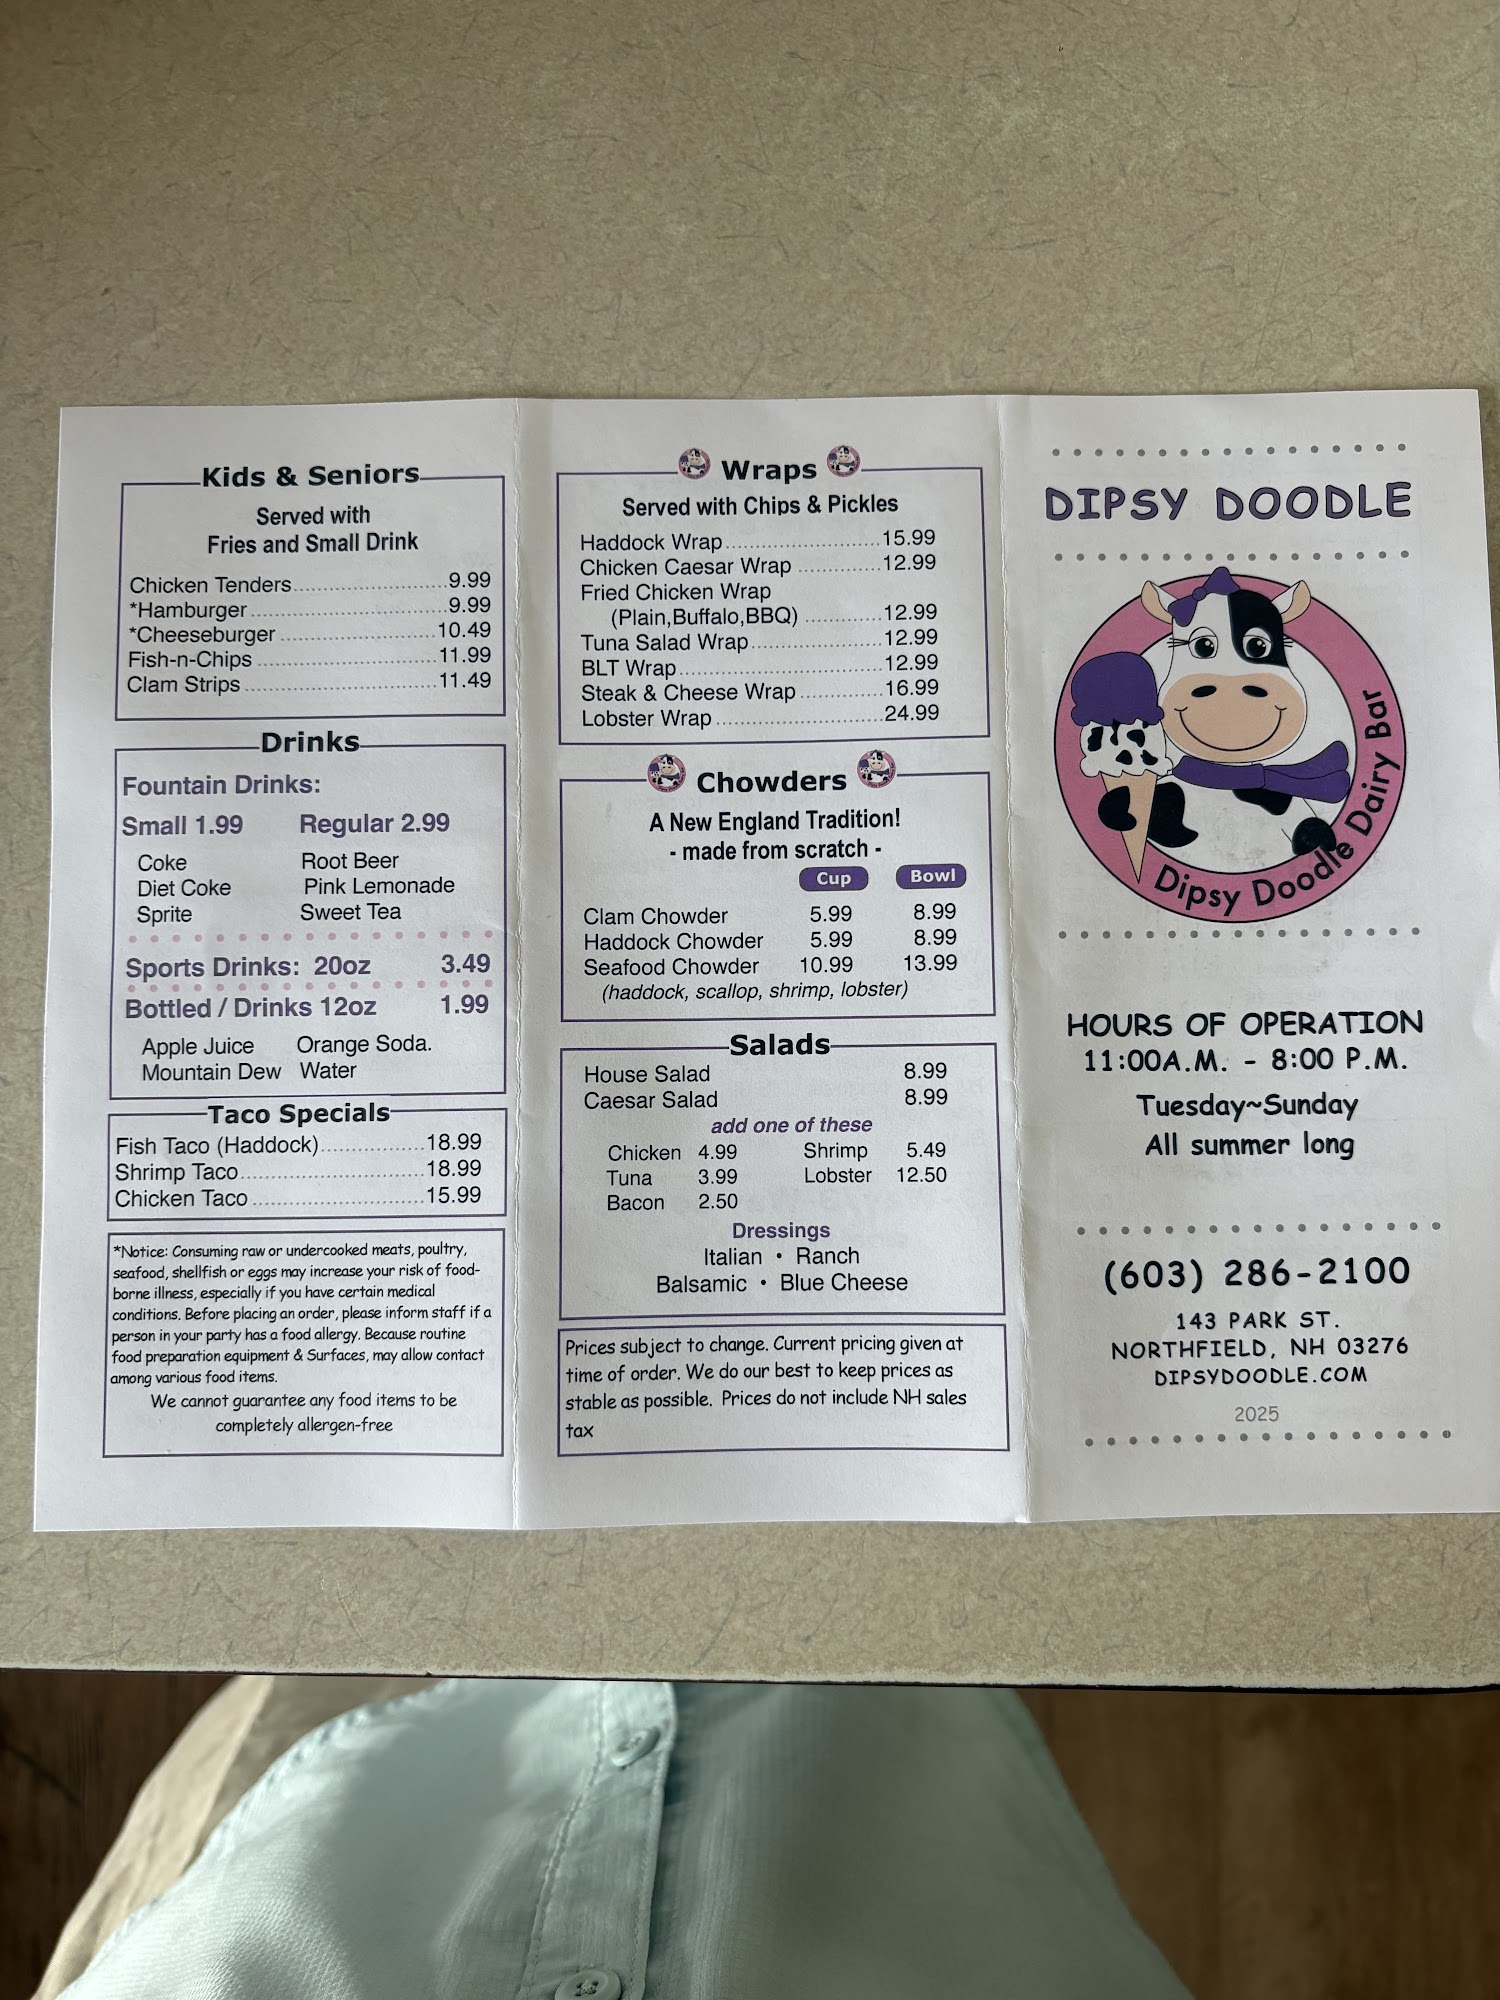 Kids & Seniors
Served with
Fries and Small Drink
Chicken Tenders 9.99
*Hamburger 9.99
*Cheeseburger 10.49
Fish-n-Chips 11.99
Clam Strips 11.49
Drinks
Fountain Drinks:
Small 1.99 Regular 2.99
Coke Root Beer
Diet Coke Pink Lemonade
Sprite Sweet Tea
Sports Drinks: 20oz 3.49
Bottled / Drinks 12oz 1.99
Apple Juice Orange Soda.
Mountain Dew Water
Taco Specials
Fish Taco (Haddock) 18.99
Shrimp Taco 18.99
Chicken Taco 15.99
*Notice: Consuming raw or undercooked meats, poultry,
seafood, shellfish or eggs may increase your risk of food-
borne illness, especially if you have certain medical
conditions. Before placing an order, please inform staff if a
person in your party has a food allergy. Because routine
food preparation equipment & Surfaces, may allow contact
among various food items.
We cannot guarantee any food items to be
completely allergen-free
Wraps
Served with Chips & Pickles
Haddock Wrap 15.99
Chicken Caesar Wrap 12.99
Fried Chicken Wrap
(Plain,Buffalo,BBQ) 12.99
Tuna Salad Wrap 12.99
BLT Wrap 12.99
Steak & Cheese Wrap 16.99
Lobster Wrap 24.99
Chowders
A New England Tradition!
- made from scratch -
Cup Bowl
Clam Chowder 5.99 8.99
Haddock Chowder 5.99 8.99
Seafood Chowder 10.99 13.99
(haddock, scallop, shrimp, lobster)
Salads
House Salad 8.99
Caesar Salad 8.99
add one of these
Chicken 4.99 Shrimp 5.49
Tuna 3.99 Lobster 12.50
Bacon 2.50
Dressings
Italian • Ranch
Balsamic • Blue Cheese
Prices subject to change. Current pricing given at
time of order. We do our best to keep prices as
stable as possible. Prices do not include NH sales
tax
DIPSY DOODLE
Dipsy Doodle Dairy Bar
HOURS OF OPERATION
11:00A.M. - 8:00 P.M.
Tuesday~Sunday
All summer long
(603) 286-2100
143 PARK ST.
NORTHFIELD, NH 03276
DIPSYDOODLE.COM
2025